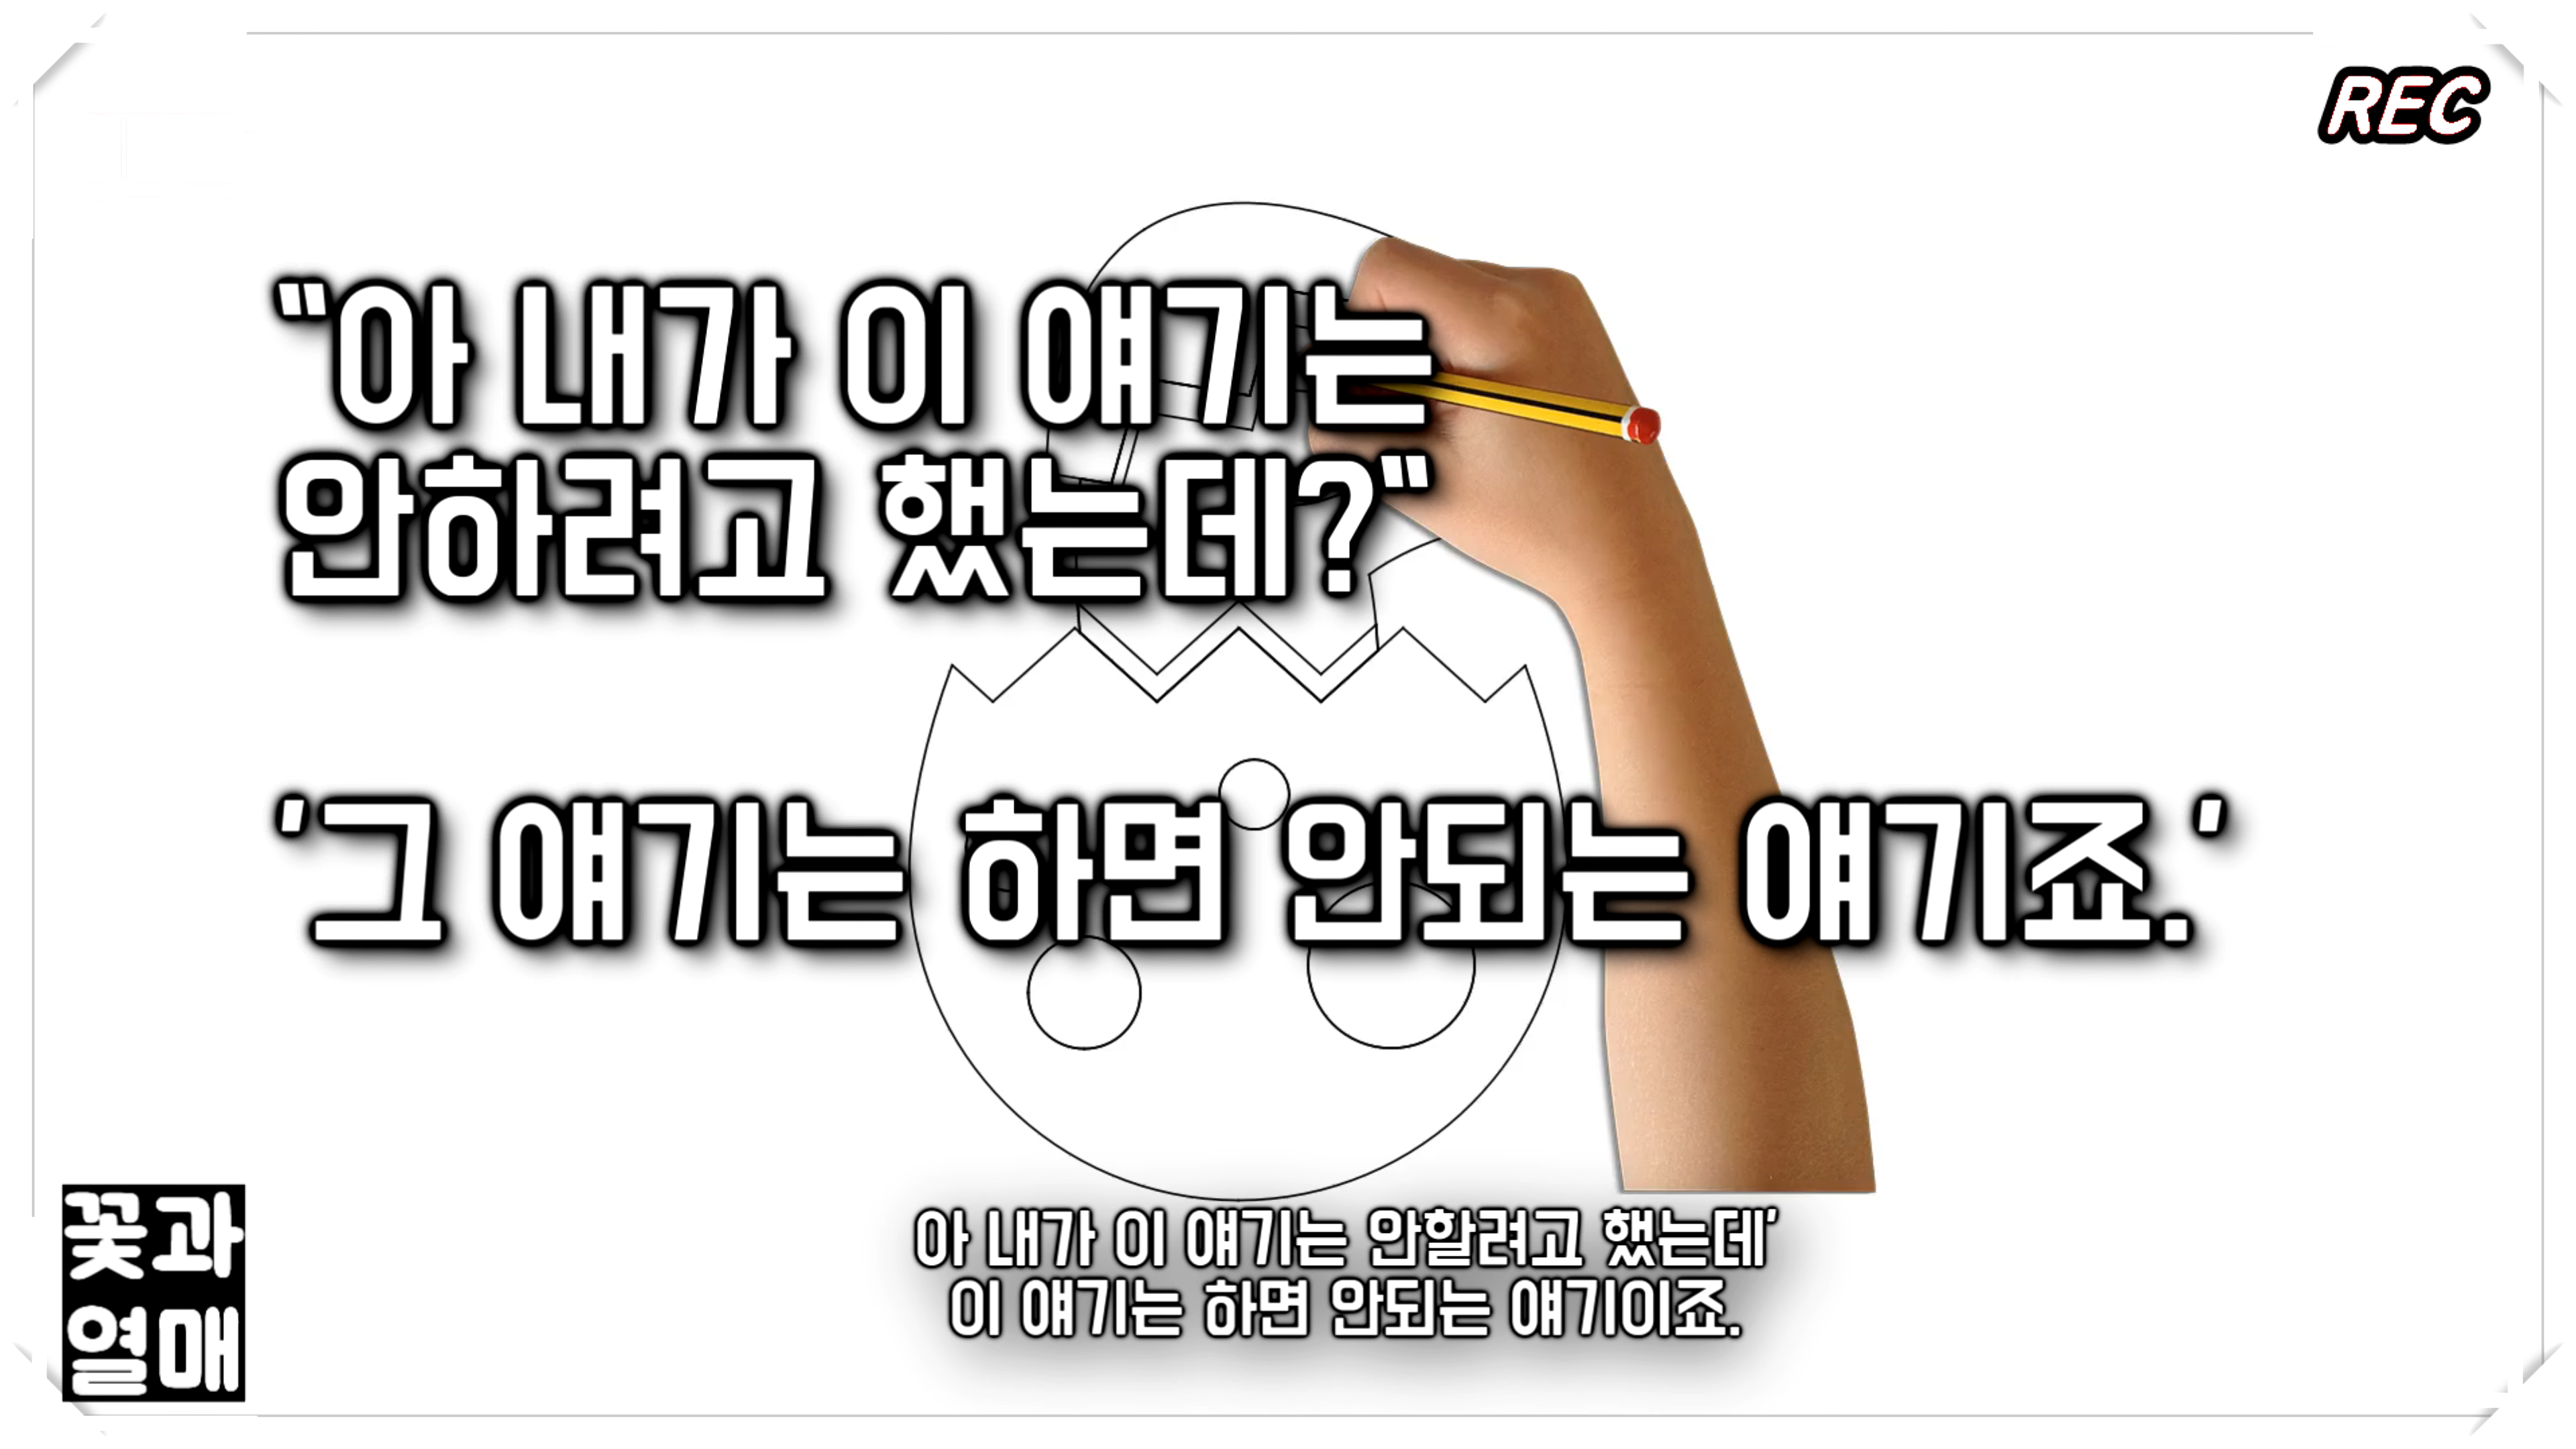 REC
"아 내가 이 얘기는
안하려고 했는데?"
'그 얘기는 하면 안되는 얘기죠.'
꽃과
열매
아 내가 이 얘기는 안할려고 했는데'
이 얘기는 하면 안되는 얘기이죠.